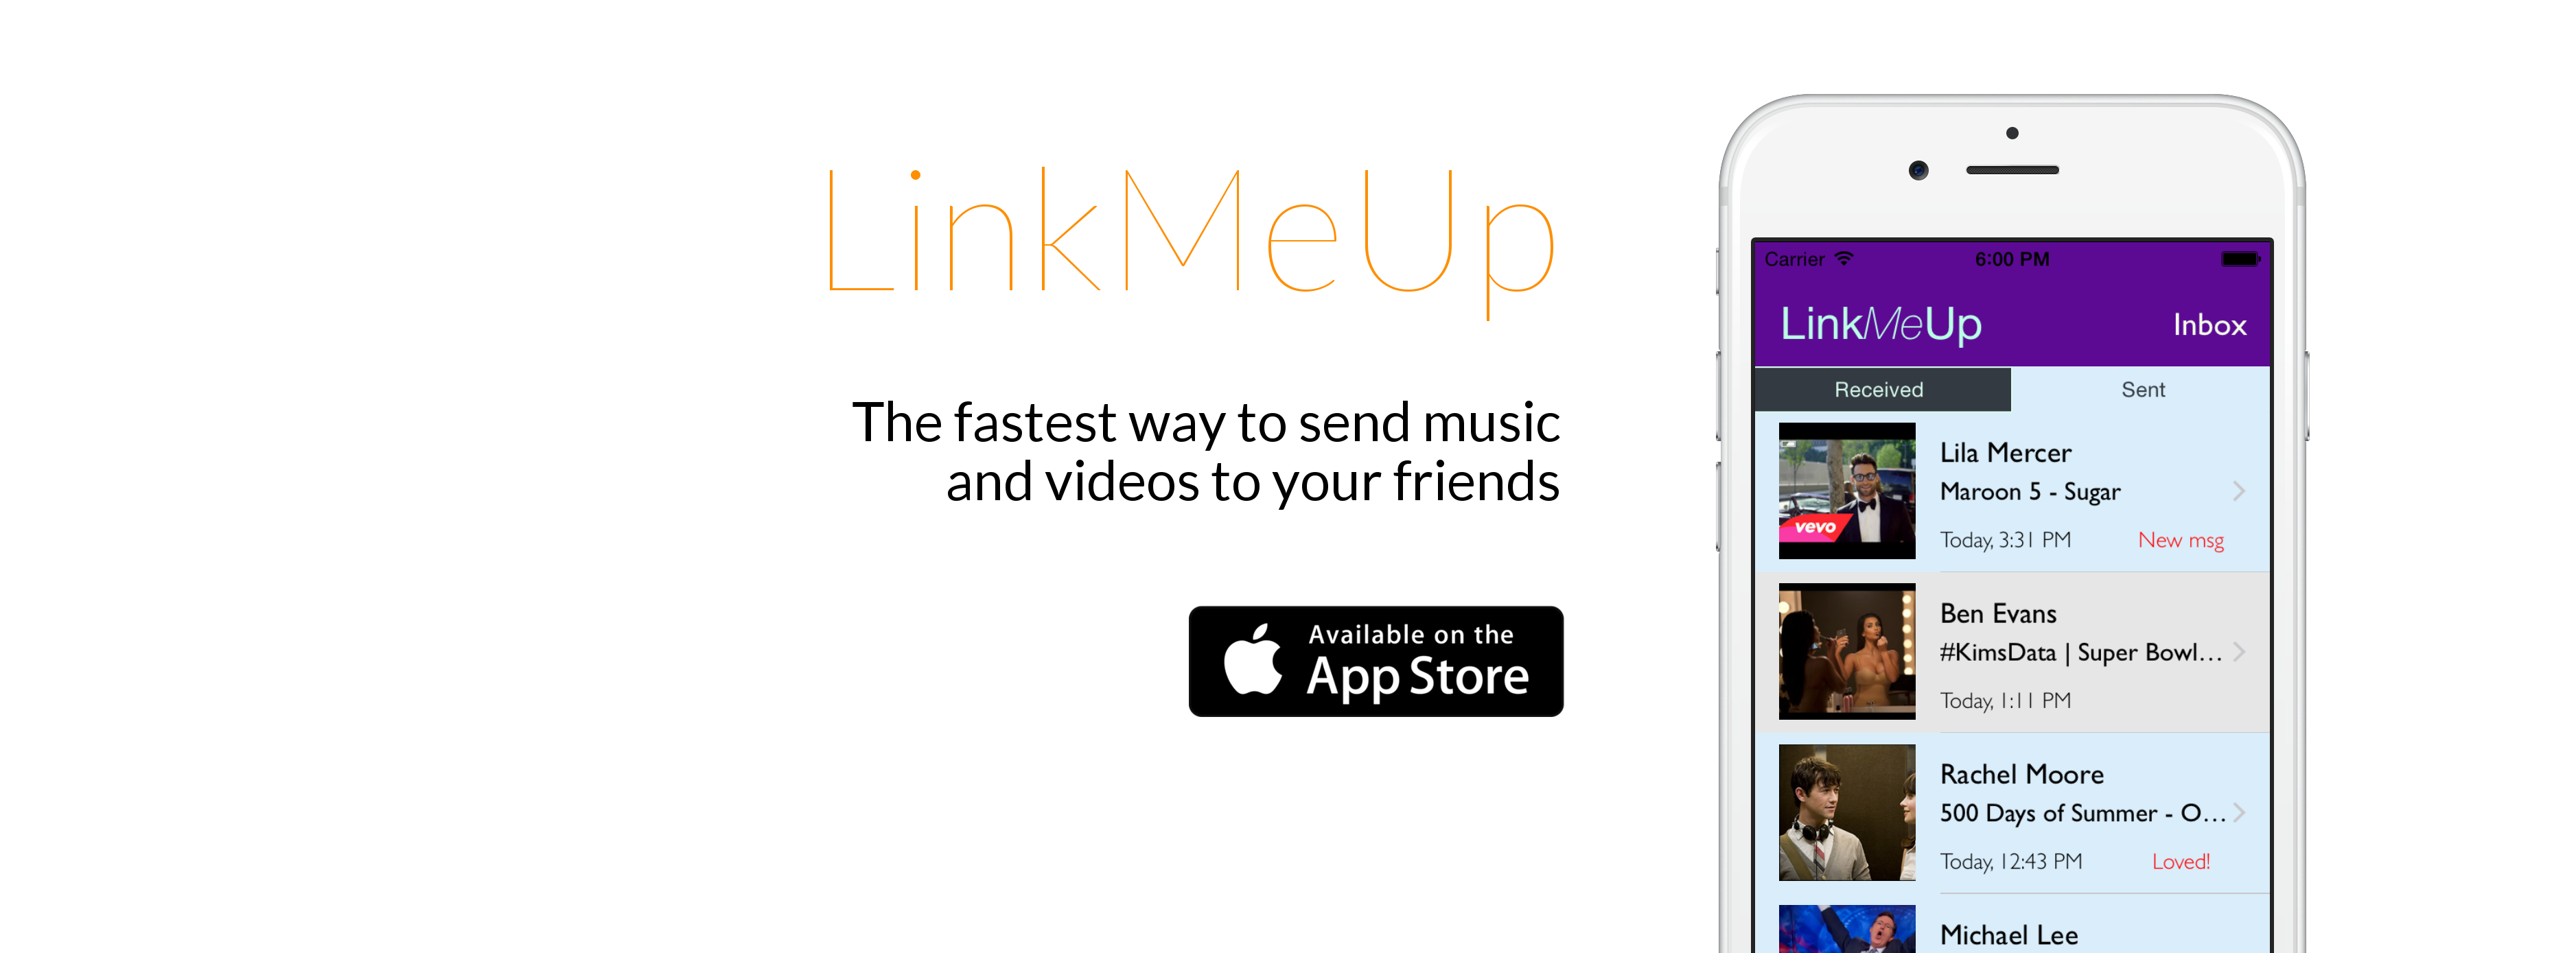 LinkMeUp
The fastest way to send music
and videos to your friends
Available on the
App Store
Carrier 6:00 PM
LinkMeUp Inbox
Received Sent
Lila Mercer
Maroon 5 - Sugar
Today, 3:31 PM New msg
vevo
Ben Evans
#KimsData | Super Bowl...
Today, 1:11 PM
Rachel Moore
500 Days of Summer - O...
Today, 12:43 PM Loved!
Michael Lee